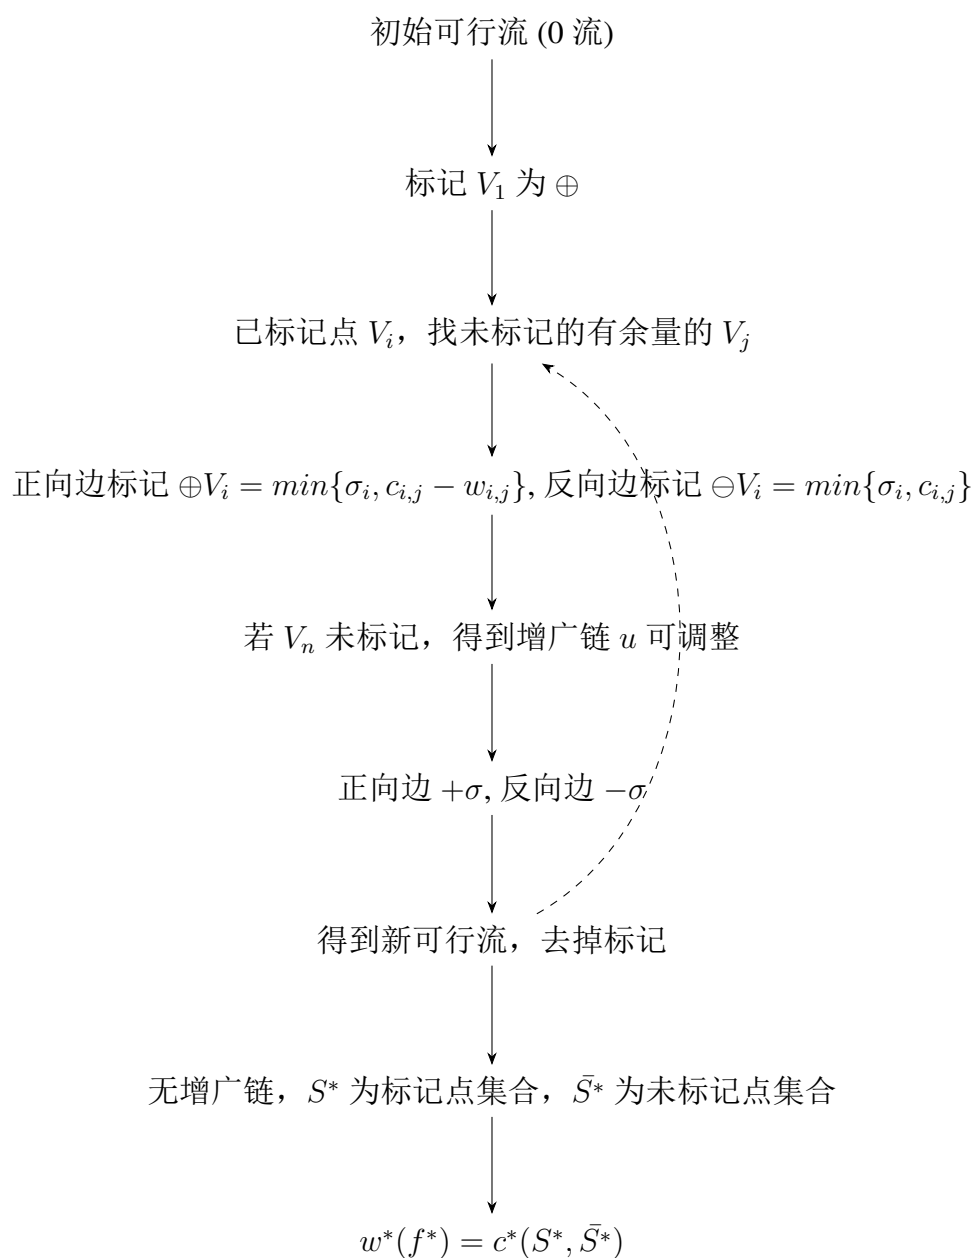 初始可行流 (0 流)
标记 $V_1$ 为 ⊕
已标记点 $V_i$，找未标记的有余量的 $V_j$
正向边标记 $\oplus V_i = min\{\sigma_i, c_{i,j} - w_{i,j}\}$, 反向边标记 $\ominus V_i = min\{\sigma_i, c_{i,j}\}$
若 $V_n$ 未标记，得到增广链 $u$ 可调整
正向边 $+\sigma$, 反向边 $-\sigma$
得到新可行流，去掉标记
无增广链，$S^*$ 为标记点集合，$\bar{S^*}$ 为未标记点集合
$w^*(f^*) = c^*(S^*, \bar{S^*})$